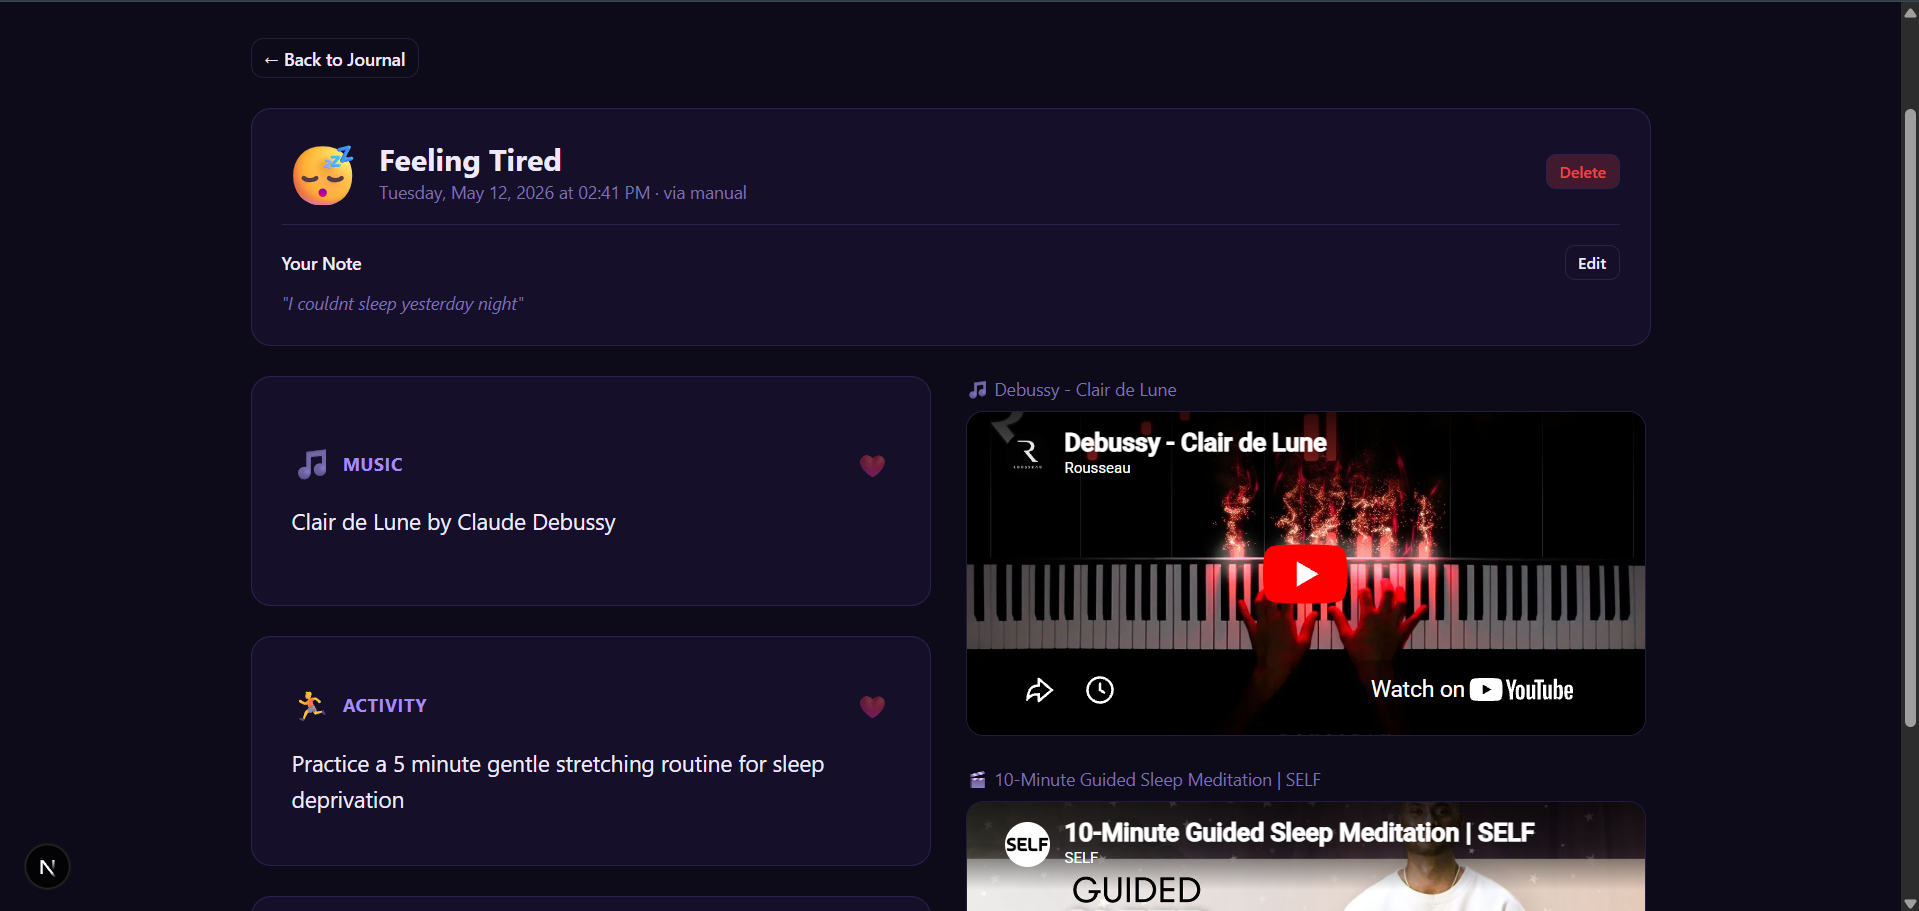 ← Back to Journal
Feeling Tired
Tuesday, May 12, 2026 at 02:41 PM · via manual
Delete
Your Note
Edit
"I couldnt sleep yesterday night"
MUSIC
Clair de Lune by Claude Debussy
ACTIVITY
Practice a 5 minute gentle stretching routine for sleep
deprivation
Debussy - Clair de Lune
R
ROUSSEAU
Debussy - Clair de Lune
Rousseau
Watch on YouTube
10-Minute Guided Sleep Meditation | SELF
SELF
10-Minute Guided Sleep Meditation | SELF
SELF
GUIDED
N